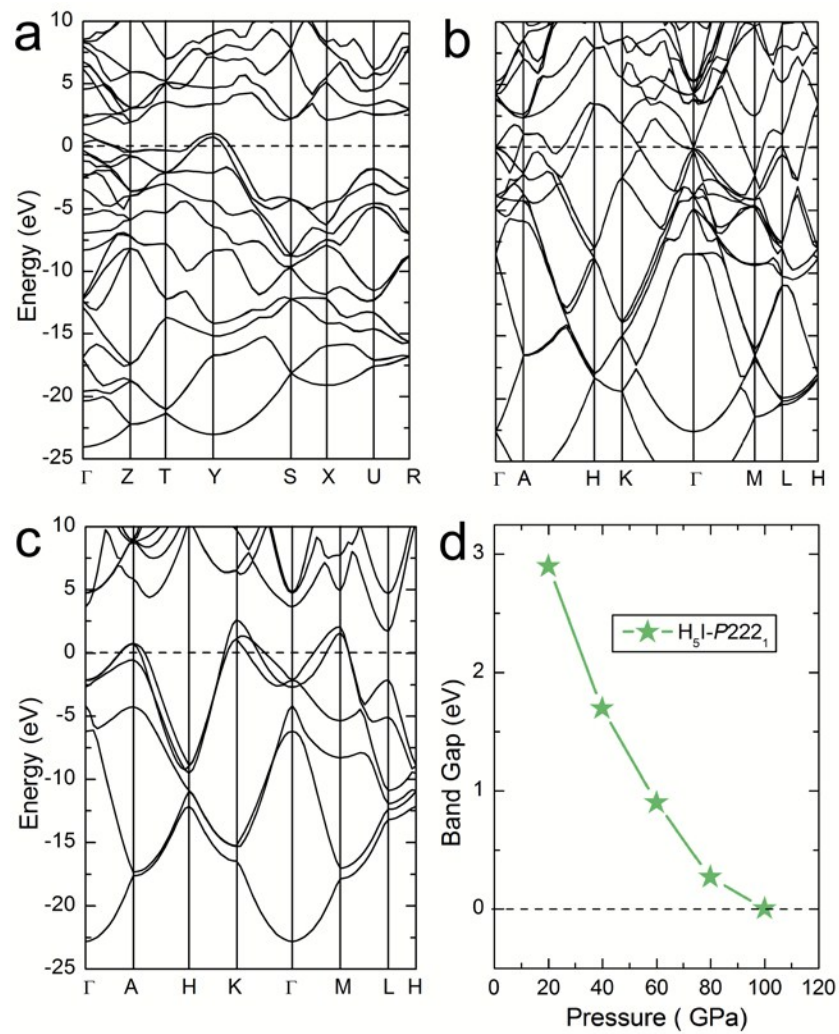 a
10
5
0
-5
-10
-15
-20
-25
Energy (eV)
Γ Z T Y S X U R
b
Γ A H K Γ M L H
c
10
5
0
-5
-10
-15
-20
-25
Energy (eV)
Γ A H K Γ M L H
d
3
2
1
0
Band Gap (eV)
H₅I-P222₁
0 20 40 60 80 100 120
Pressure ( GPa)